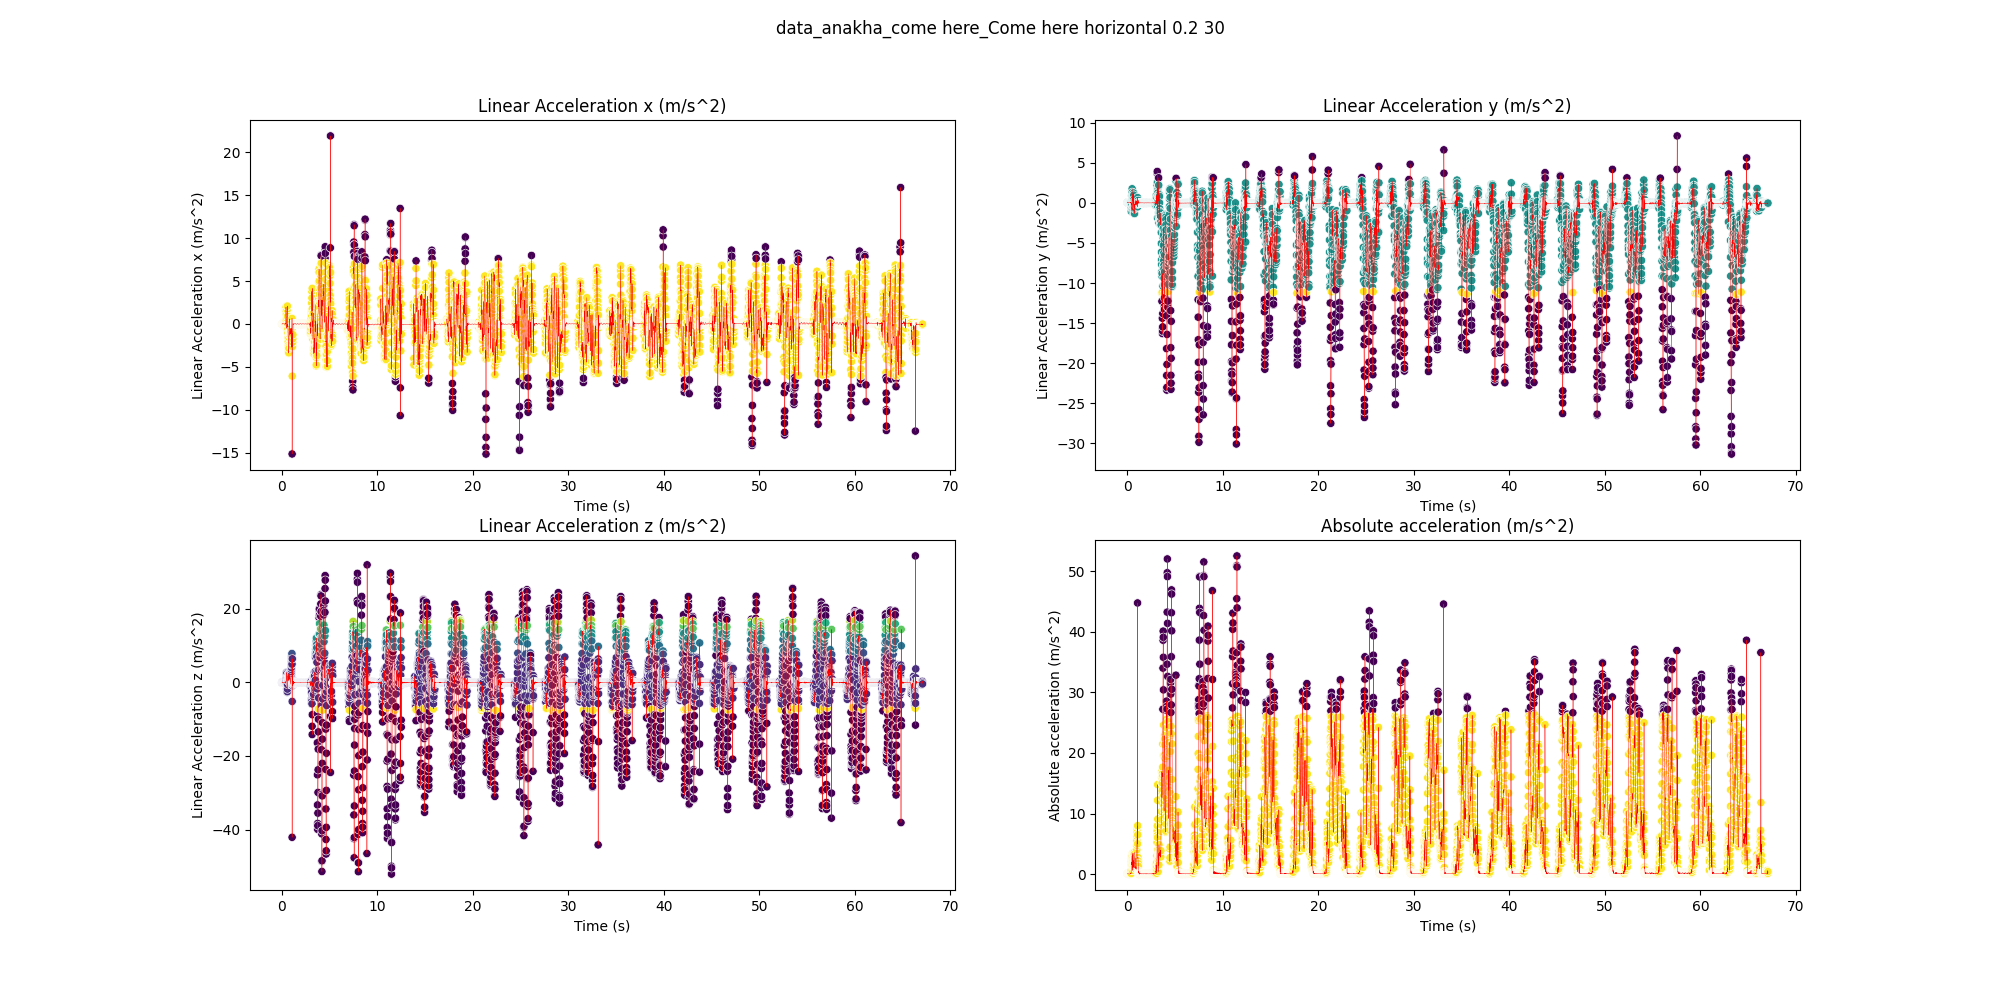 data_anakha_come here_Come here horizontal 0.2 30
Linear Acceleration x (m/s^2)
Linear Acceleration x (m/s^2)
20
15
10
5
0
−5
−10
−15
0 10 20 30 40 50 60 70
Time (s)
Linear Acceleration y (m/s^2)
Linear Acceleration y (m/s^2)
10
5
0
−5
−10
−15
−20
−25
−30
0 10 20 30 40 50 60 70
Time (s)
Linear Acceleration z (m/s^2)
Linear Acceleration z (m/s^2)
20
0
−20
−40
0 10 20 30 40 50 60 70
Time (s)
Absolute acceleration (m/s^2)
Absolute acceleration (m/s^2)
50
40
30
20
10
0
0 10 20 30 40 50 60 70
Time (s)